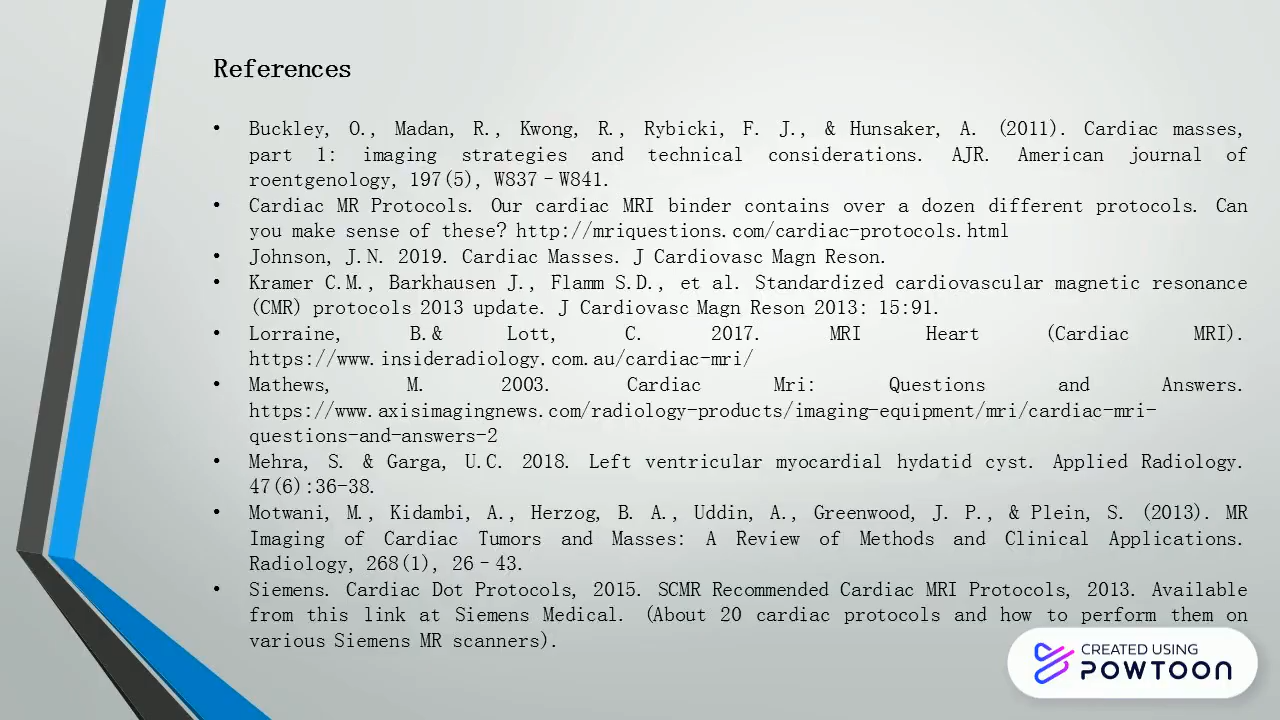 References
• Buckley, O., Madan, R., Kwong, R., Rybicki, F. J., & Hunsaker, A. (2011). Cardiac masses,
part 1: imaging strategies and technical considerations. AJR. American journal of
roentgenology, 197(5), W837–W841.
• Cardiac MR Protocols. Our cardiac MRI binder contains over a dozen different protocols. Can
you make sense of these? http://mriquestions.com/cardiac-protocols.html
• Johnson, J.N. 2019. Cardiac Masses. J Cardiovasc Magn Reson.
• Kramer C.M., Barkhausen J., Flamm S.D., et al. Standardized cardiovascular magnetic resonance
(CMR) protocols 2013 update. J Cardiovasc Magn Reson 2013: 15:91.
• Lorraine, B.& Lott, C. 2017. MRI Heart (Cardiac MRI).
https://www.insideradiology.com.au/cardiac-mri/
• Mathews, M. 2003. Cardiac Mri: Questions and Answers.
https://www.axisimagingnews.com/radiology-products/imaging-equipment/mri/cardiac-mri-
questions-and-answers-2
• Mehra, S. & Garga, U.C. 2018. Left ventricular myocardial hydatid cyst. Applied Radiology.
47(6):36-38.
• Motwani, M., Kidambi, A., Herzog, B. A., Uddin, A., Greenwood, J. P., & Plein, S. (2013). MR
Imaging of Cardiac Tumors and Masses: A Review of Methods and Clinical Applications.
Radiology, 268(1), 26–43.
• Siemens. Cardiac Dot Protocols, 2015. SCMR Recommended Cardiac MRI Protocols, 2013. Available
from this link at Siemens Medical. (About 20 cardiac protocols and how to perform them on
various Siemens MR scanners).
CREATED USING
POWTOON